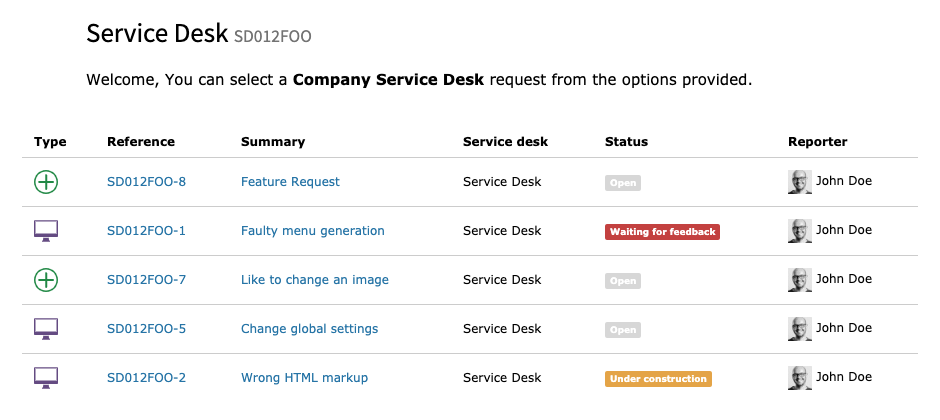 Service Desk SD012FOO
Welcome, You can select a Company Service Desk request from the options provided.
Type Reference Summary Service desk Status Reporter
SD012FOO-8 Feature Request Service Desk Open John Doe
SD012FOO-1 Faulty menu generation Service Desk Waiting for feedback John Doe
SD012FOO-7 Like to change an image Service Desk Open John Doe
SD012FOO-5 Change global settings Service Desk Open John Doe
SD012FOO-2 Wrong HTML markup Service Desk Under construction John Doe